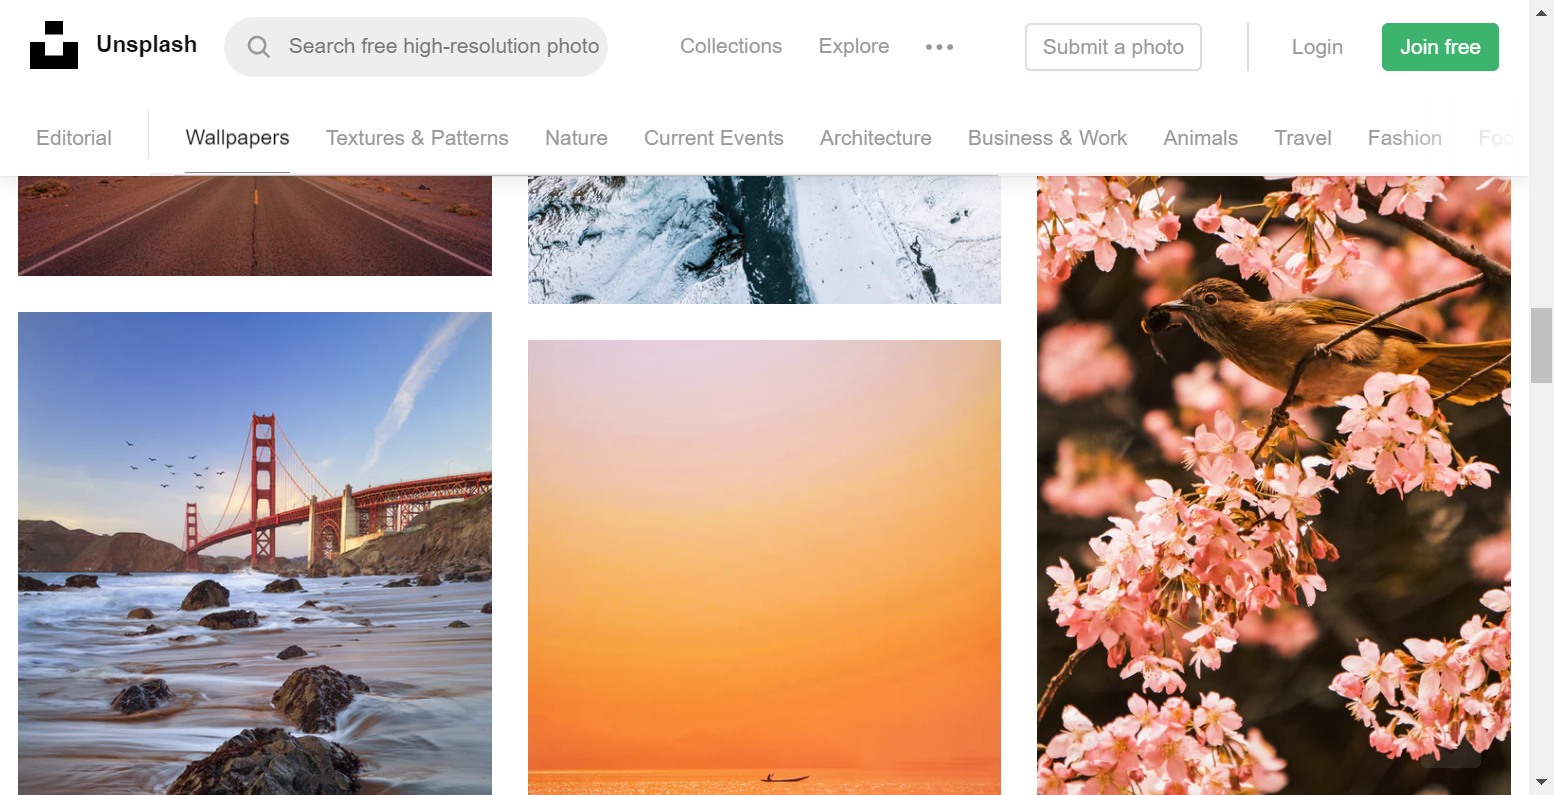 Unsplash
Search free high-resolution photo
Collections
Explore
Submit a photo
Login
Join free
Editorial
Wallpapers
Textures & Patterns
Nature
Current Events
Architecture
Business & Work
Animals
Travel
Fashion
Foo